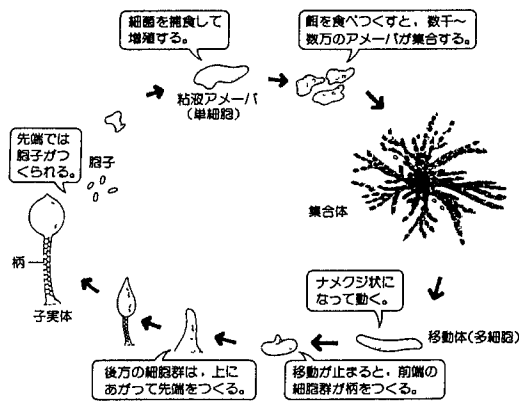 細菌を捕食して
増殖する。
餌を食べつくすと，数千～
数万のアメーバが集合する。
粘液アメーバ
（単細胞）
先端では
胞子がつ
くられる。
胞子
集合体
柄
子実体
ナメクジ状に
なって動く。
移動体（多細胞）
後方の細胞群は，上に
あがって先端をつくる。
移動が止まると，前端の
細胞群が柄をつくる。